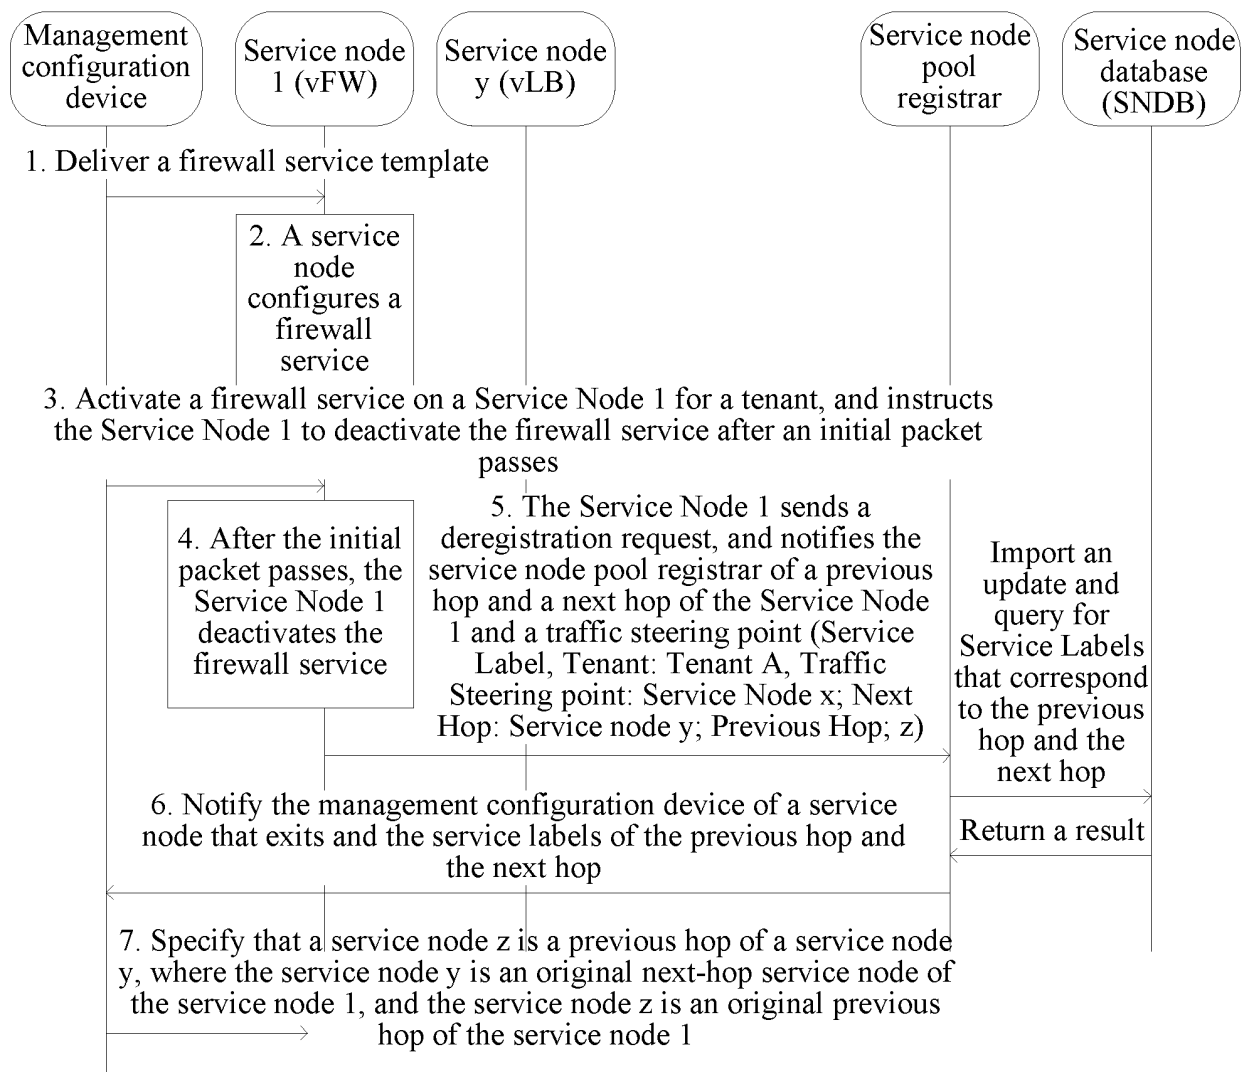 Management
configuration
device
Service node
1 (vFW)
Service node
y (vLB)
Service node
pool
registrar
Service node
database
(SNDB)
1. Deliver a firewall service template
2. A service
node
configures a
firewall
service
3. Activate a firewall service on a Service Node 1 for a tenant, and instructs
the Service Node 1 to deactivate the firewall service after an initial packet
passes
4. After the initial
packet passes, the
Service Node 1
deactivates the
firewall service
5. The Service Node 1 sends a
deregistration request, and notifies the
service node pool registrar of a previous
hop and a next hop of the Service Node
1 and a traffic steering point (Service
Label, Tenant: Tenant A, Traffic
Steering point: Service Node x; Next
Hop: Service node y; Previous Hop; z)
Import an
update and
query for
Service Labels
that correspond
to the previous
hop and the
next hop
Return a result
6. Notify the management configuration device of a service
node that exits and the service labels of the previous hop and
the next hop
7. Specify that a service node z is a previous hop of a service node
y, where the service node y is an original next-hop service node of
the service node 1, and the service node z is an original previous
hop of the service node 1